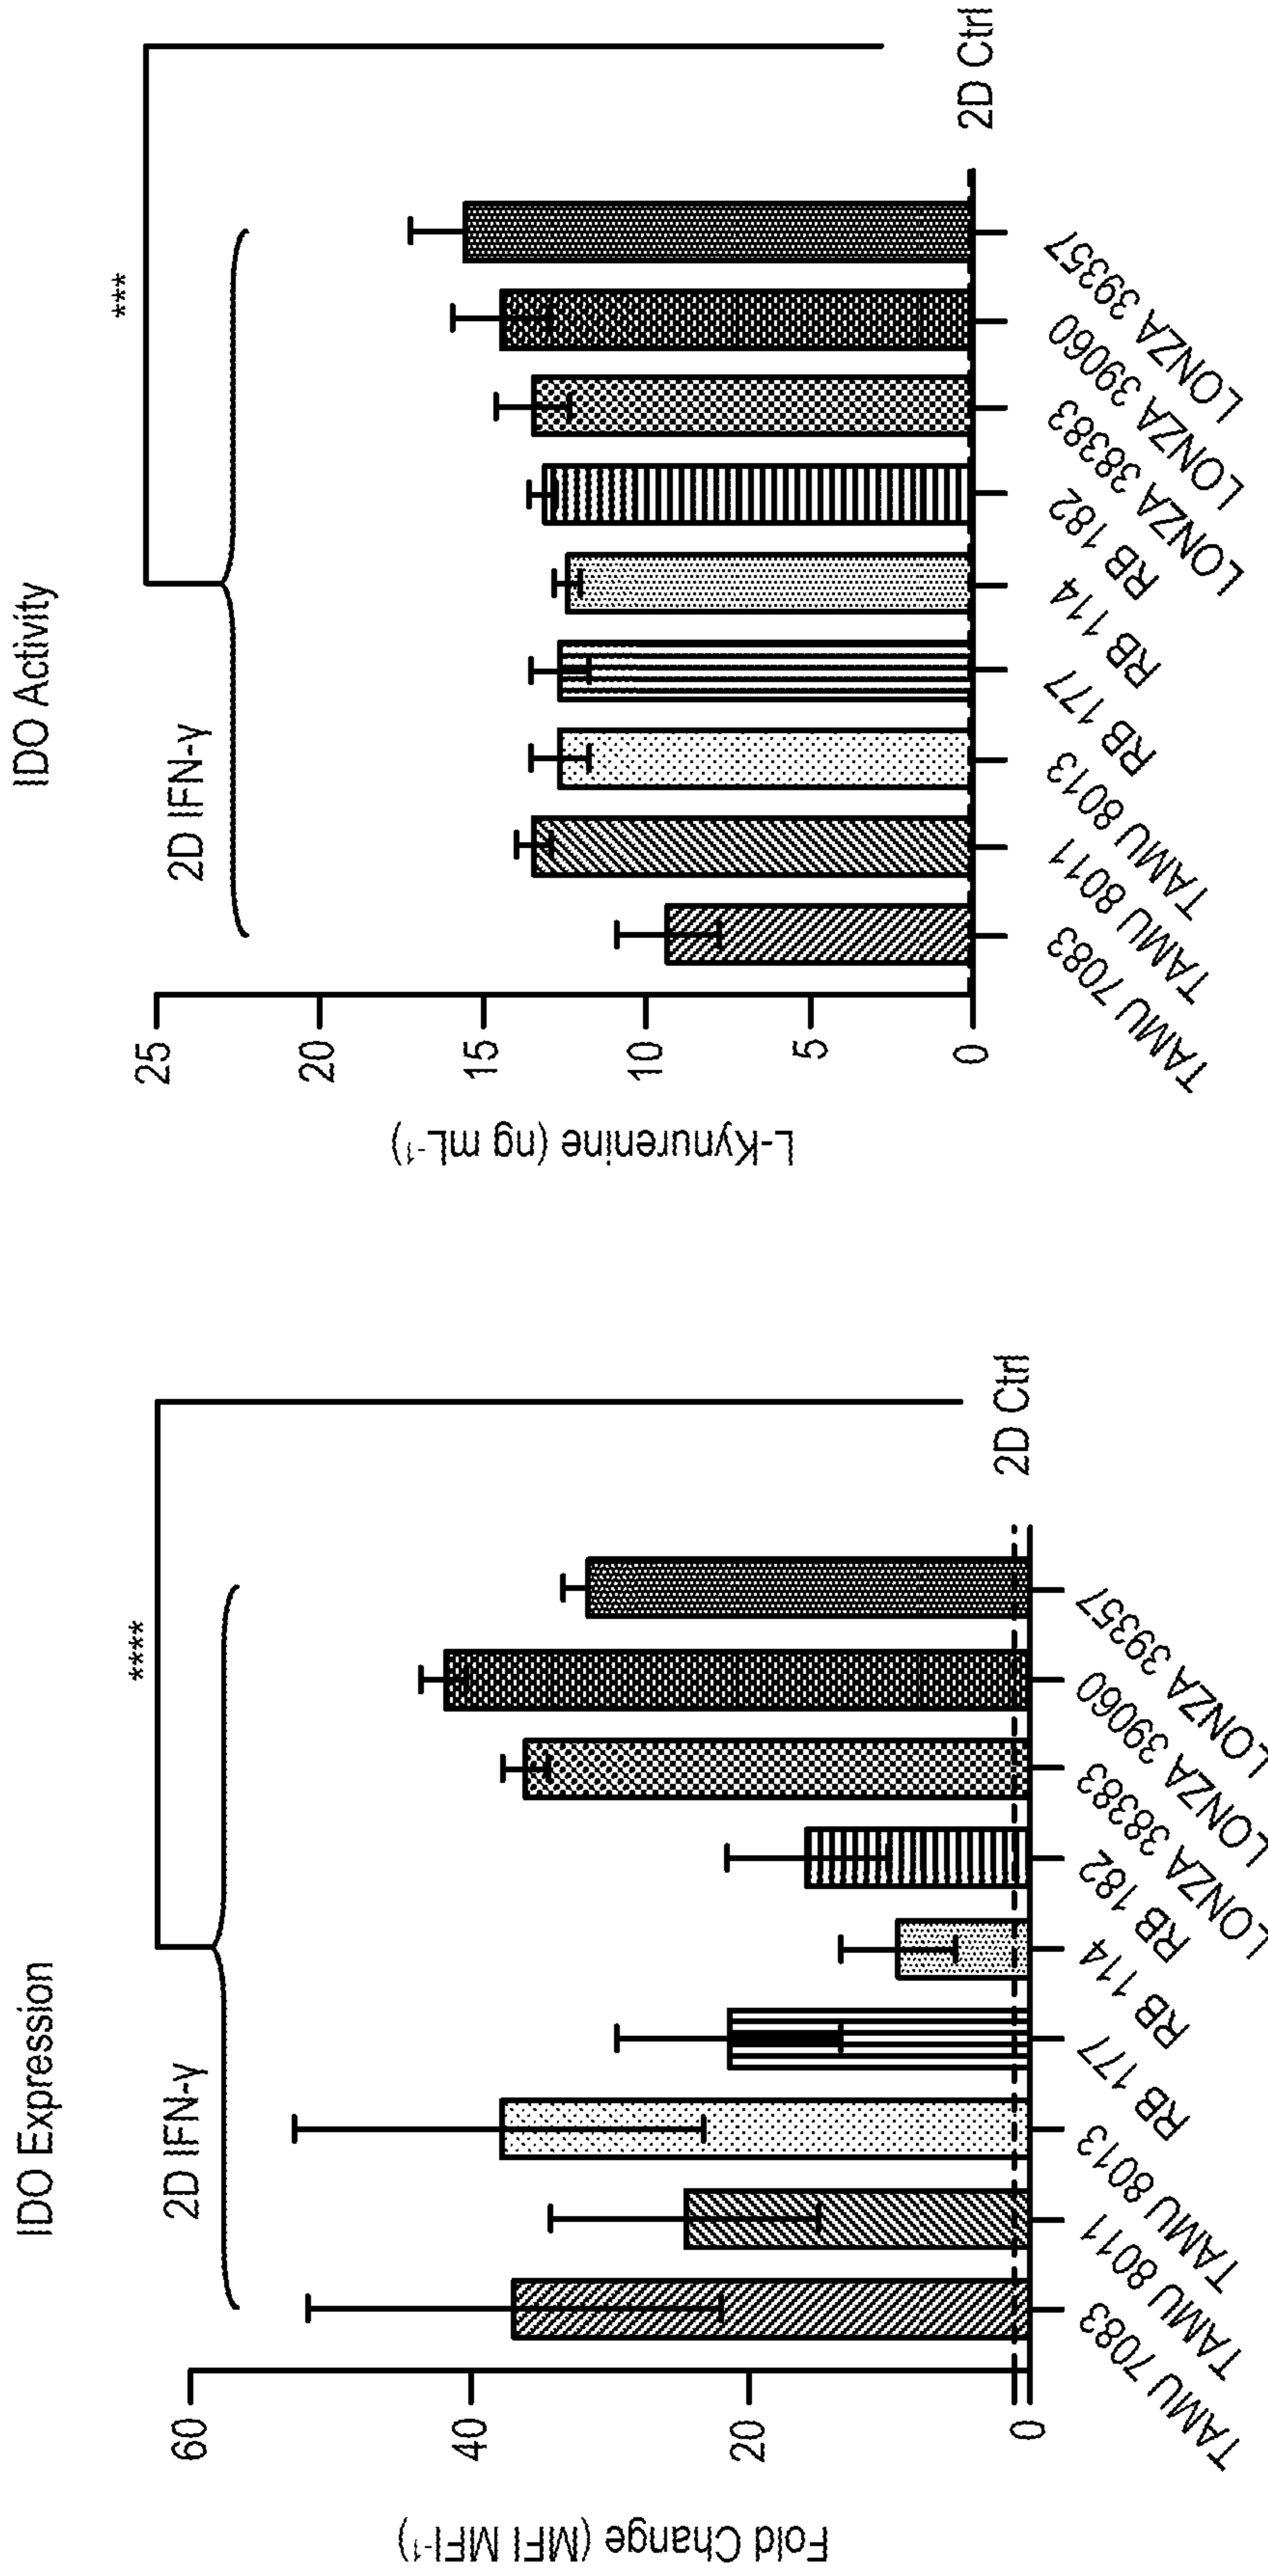 IDO Expression
****
2D IFN-γ
60
40
20
0
Fold Change (MFI MFI⁻¹)
2D Ctrl
TAMU 7083
TAMU 8011
TAMU 8013
RB 177
RB 114
RB 182
LONZA 38383
LONZA 39060
LONZA 39357
IDO Activity
***
2D IFN-γ
25
20
15
10
5
0
L-Kynurenine (ng mL⁻¹)
2D Ctrl
TAMU 7083
TAMU 8011
TAMU 8013
RB 177
RB 114
RB 182
LONZA 38383
LONZA 39060
LONZA 39357